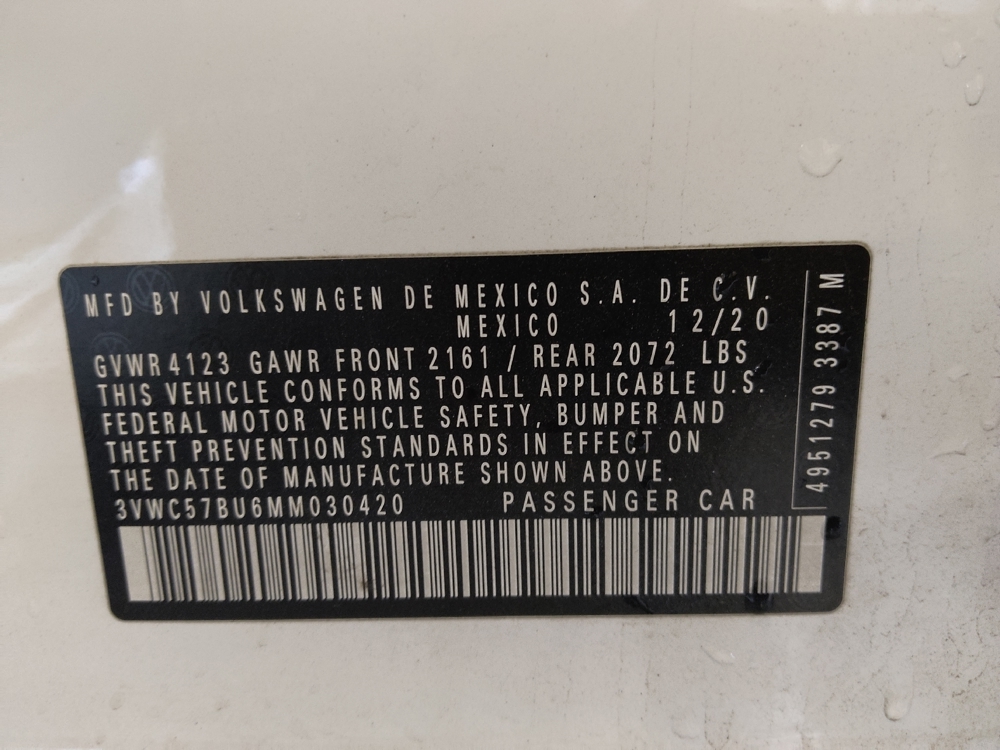 MFD BY VOLKSWAGEN DE MEXICO S.A. DE C.V.
MEXICO 12/20
GVWR 4123 GAWR FRONT 2161 / REAR 2072 LBS
THIS VEHICLE CONFORMS TO ALL APPLICABLE U.S.
FEDERAL MOTOR VEHICLE SAFETY, BUMPER AND
THEFT PREVENTION STANDARDS IN EFFECT ON
THE DATE OF MANUFACTURE SHOWN ABOVE.
3VWC57BU6MM030420 PASSENGER CAR
4951279 3387 M